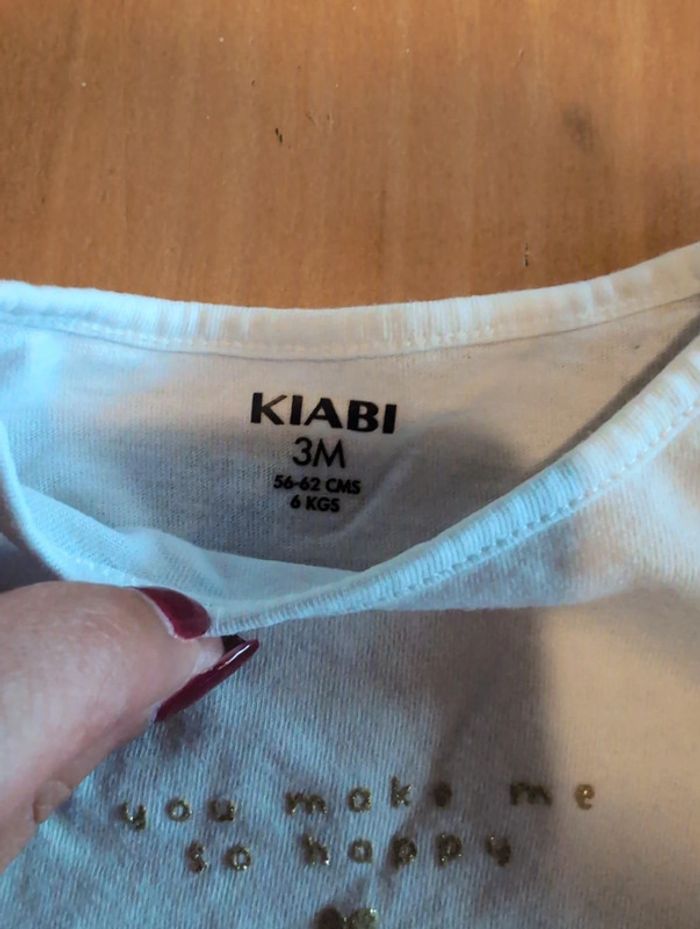 KIABI
3M
56-62 CMS
6 KGS
you make me
so happy